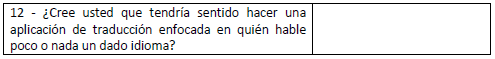 12 - ¿Cree usted que tendría sentido hacer una
aplicación de traducción enfocada en quién hable
poco o nada un dado idioma?